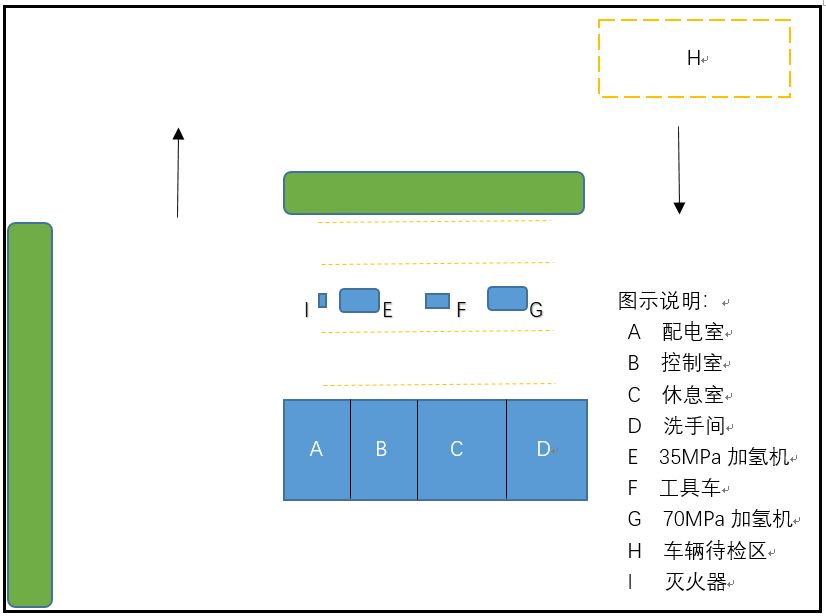 H
I E F G
A B C D
图示说明：
A 配电室
B 控制室
C 休息室
D 洗手间
E 35MPa 加氢机
F 工具车
G 70MPa 加氢机
H 车辆待检区
I 灭火器